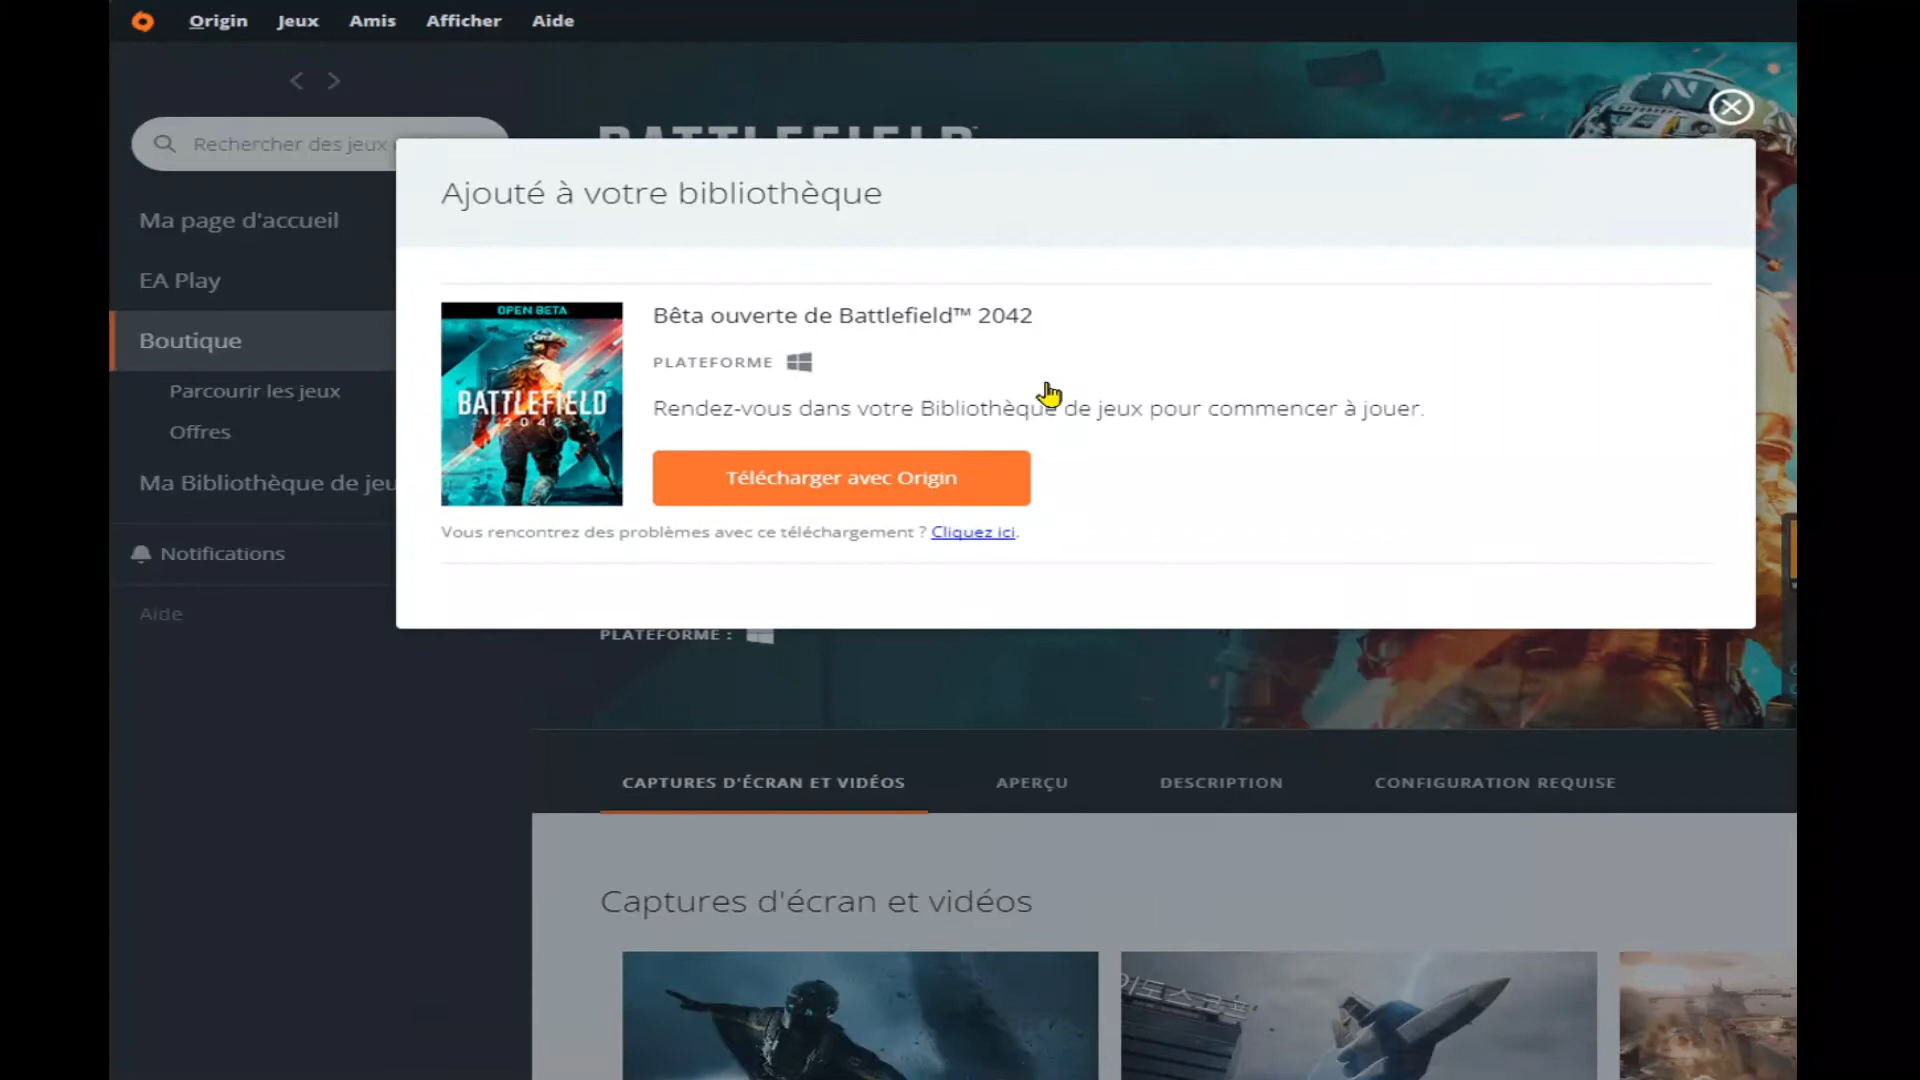 Origin Jeux Amis Afficher Aide
Rechercher des jeux
BATTLEFIELD
Ma page d'accueil
EA Play
Boutique
Parcourir les jeux
Offres
Ma Bibliothèque de jeu
Notifications
Aide
Ajouté à votre bibliothèque
OPEN BETA
BATTLEFIELD
2042
Bêta ouverte de Battlefield™ 2042
PLATEFORME
Rendez-vous dans votre Bibliothèque de jeux pour commencer à jouer.
Télécharger avec Origin
Vous rencontrez des problèmes avec ce téléchargement ? Cliquez ici.
PLATEFORME :
CAPTURES D'ÉCRAN ET VIDÉOS APERÇU DESCRIPTION CONFIGURATION REQUISE
Captures d'écran et vidéos